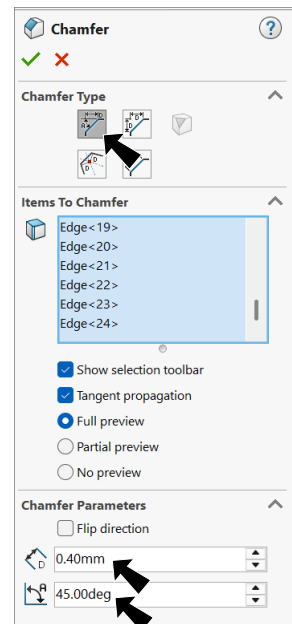 Chamfer
?
Chamfer Type
Items To Chamfer
Edge<19>
Edge<20>
Edge<21>
Edge<22>
Edge<23>
Edge<24>
Show selection toolbar
Tangent propagation
Full preview
Partial preview
No preview
Chamfer Parameters
Flip direction
D 0.40mm
A 45.00deg